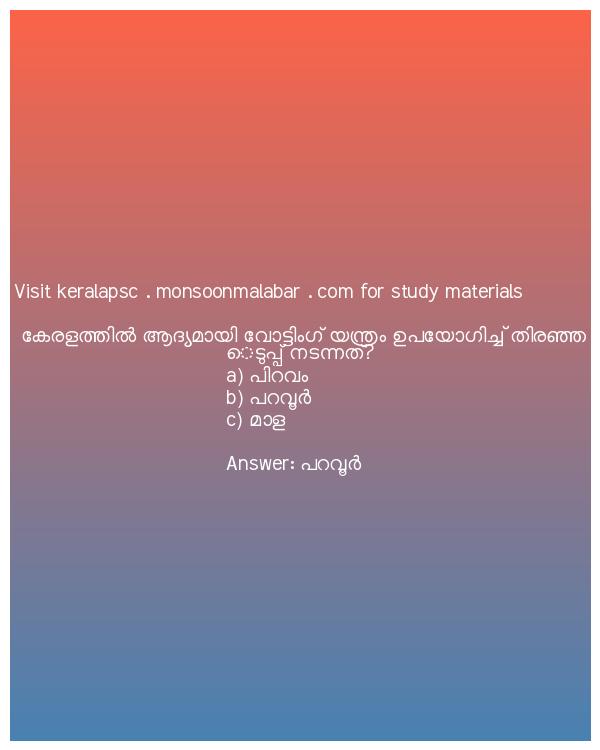 Visit keralapsc . monsoonmalabar . com for study materials
കേരളത്തിൽ ആദ്യമായി വോട്ടിംഗ് യന്ത്രം ഉപയോഗിച്ച് തിരഞ്ഞ
െടുപ്പ് നടന്നത്?
a) പിറവം
b) പറവൂർ
c) മാള
Answer: പറവൂർ